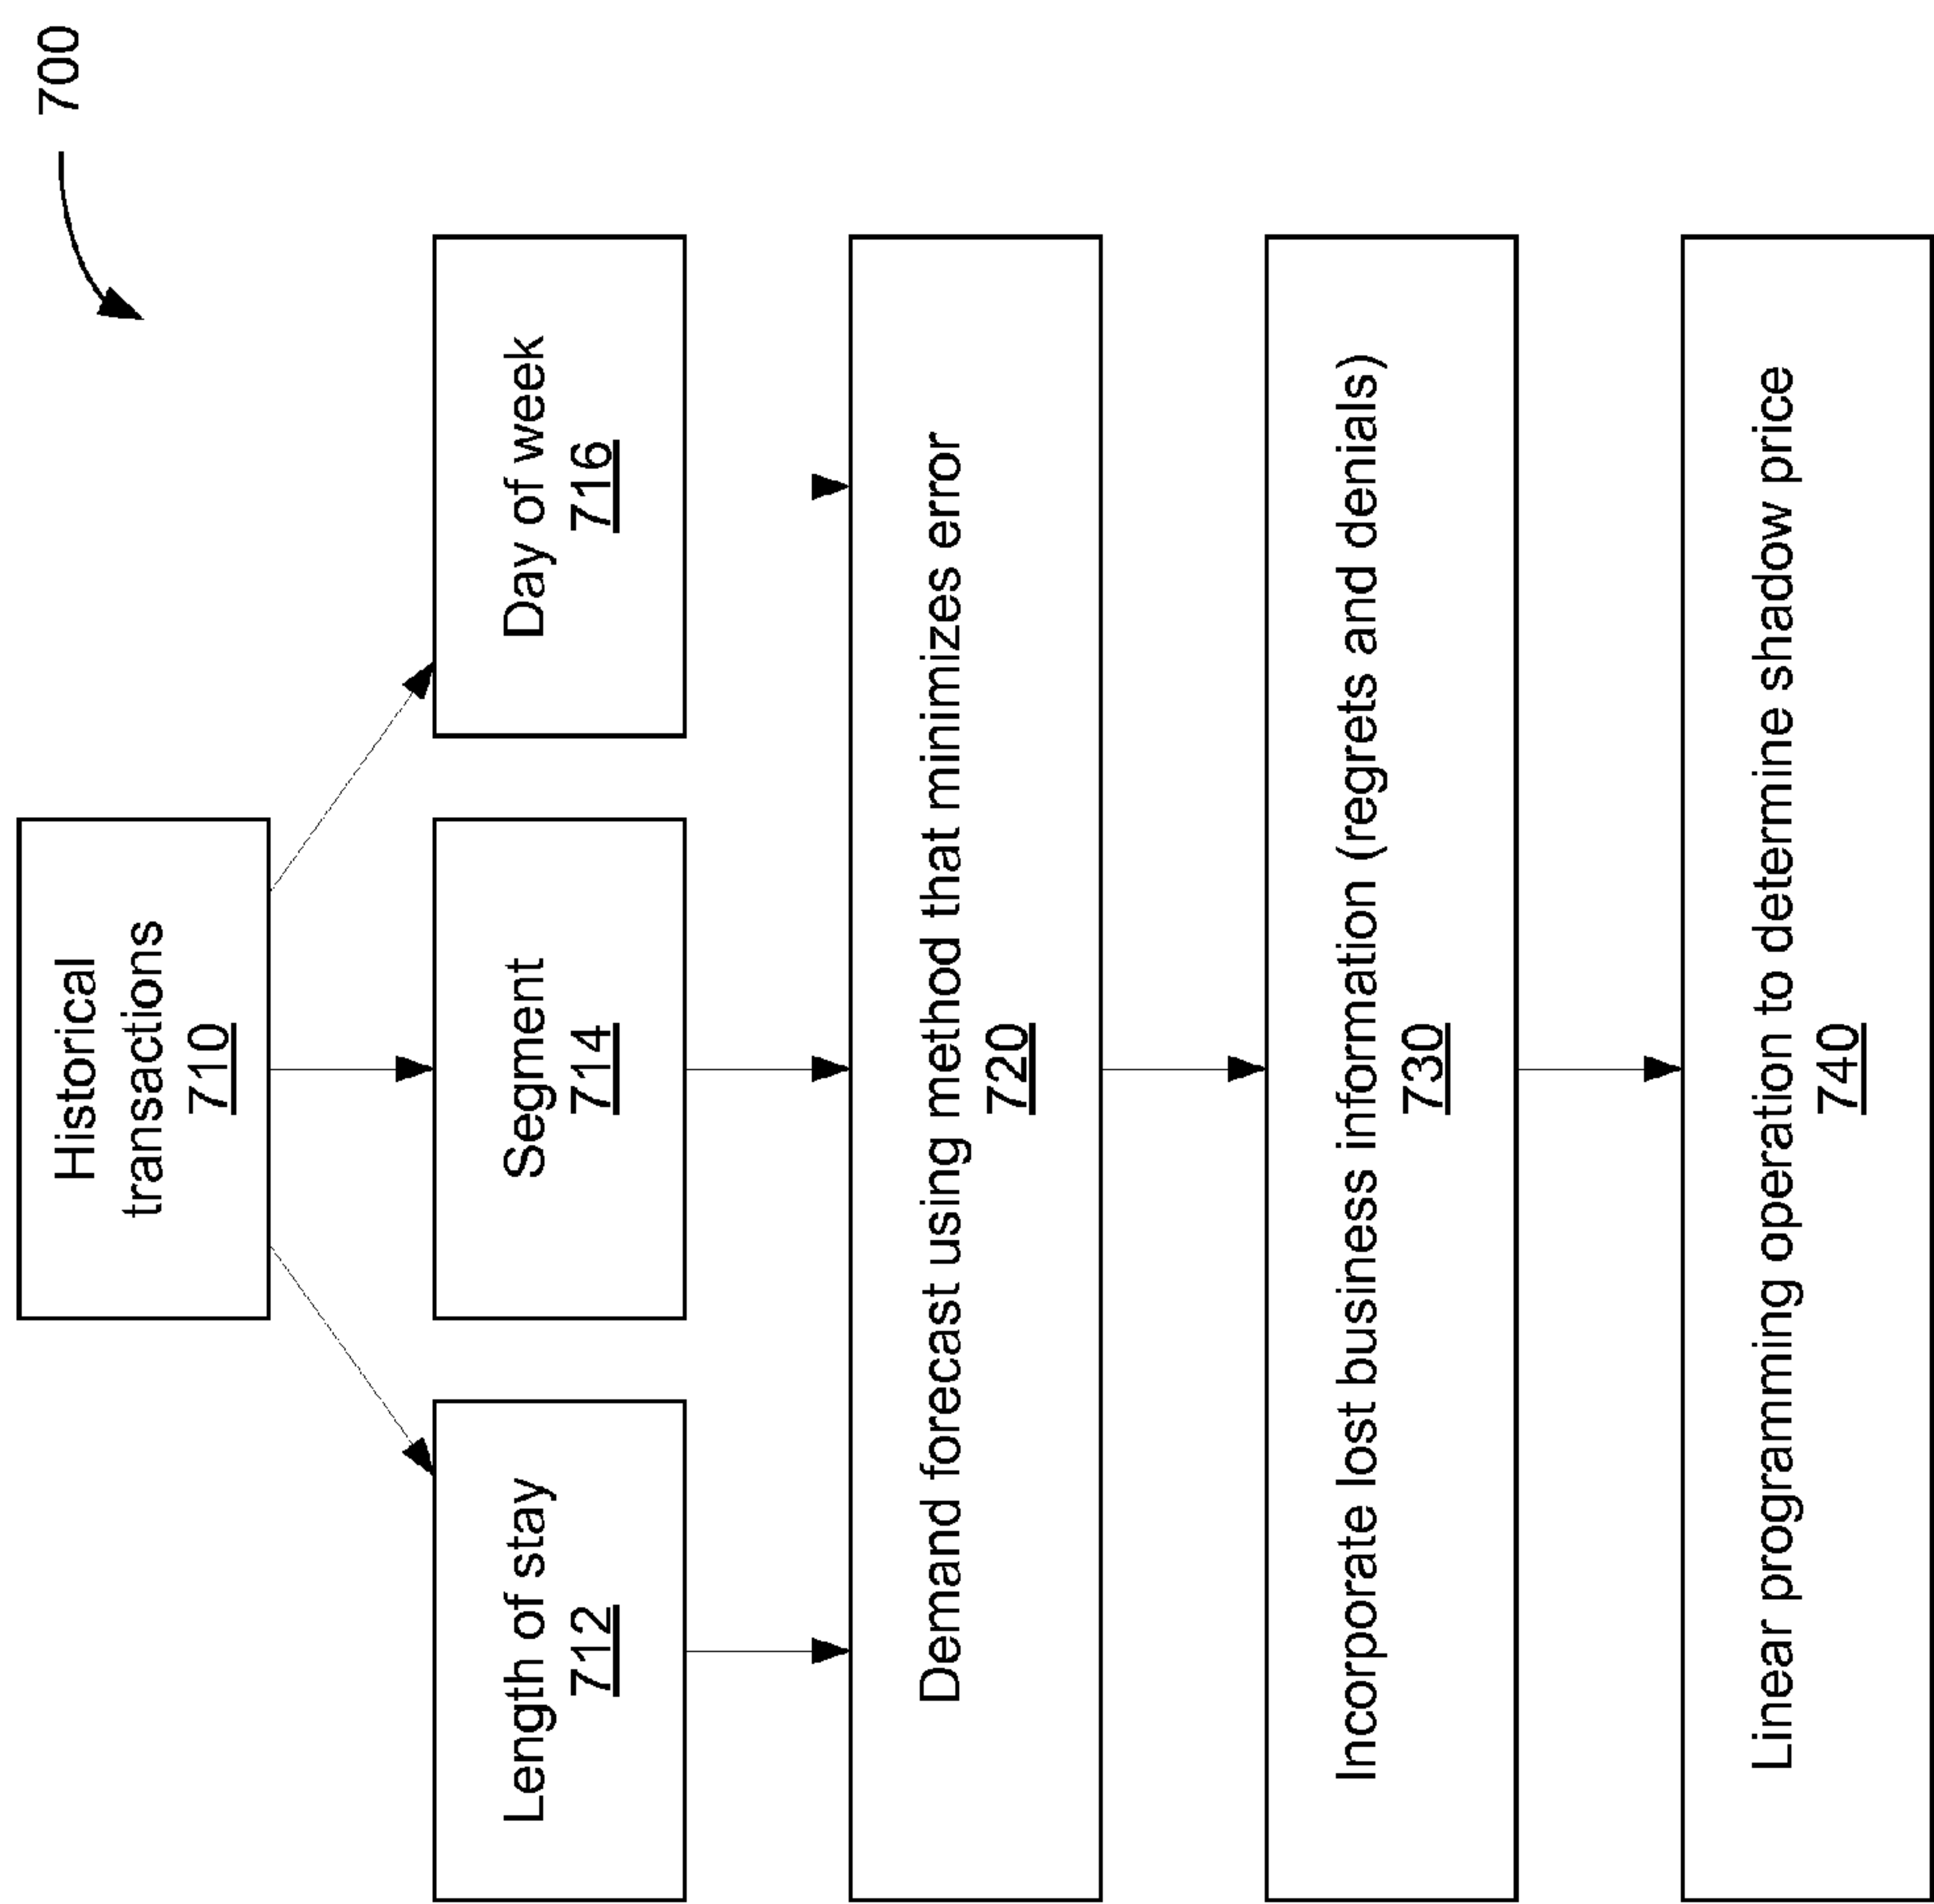 700
Historical
transactions
710
Length of stay
712
Segment
714
Day of week
716
Demand forecast using method that minimizes error
720
Incorporate lost business information (regrets and denials)
730
Linear programming operation to determine shadow price
740